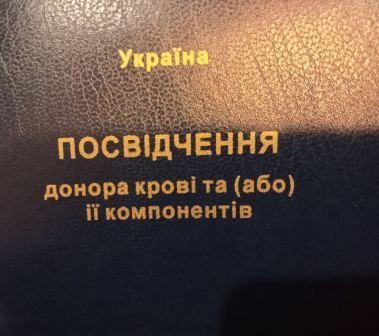 Україна
ПОСВІДЧЕННЯ
донора крові та (або)
її компонентів